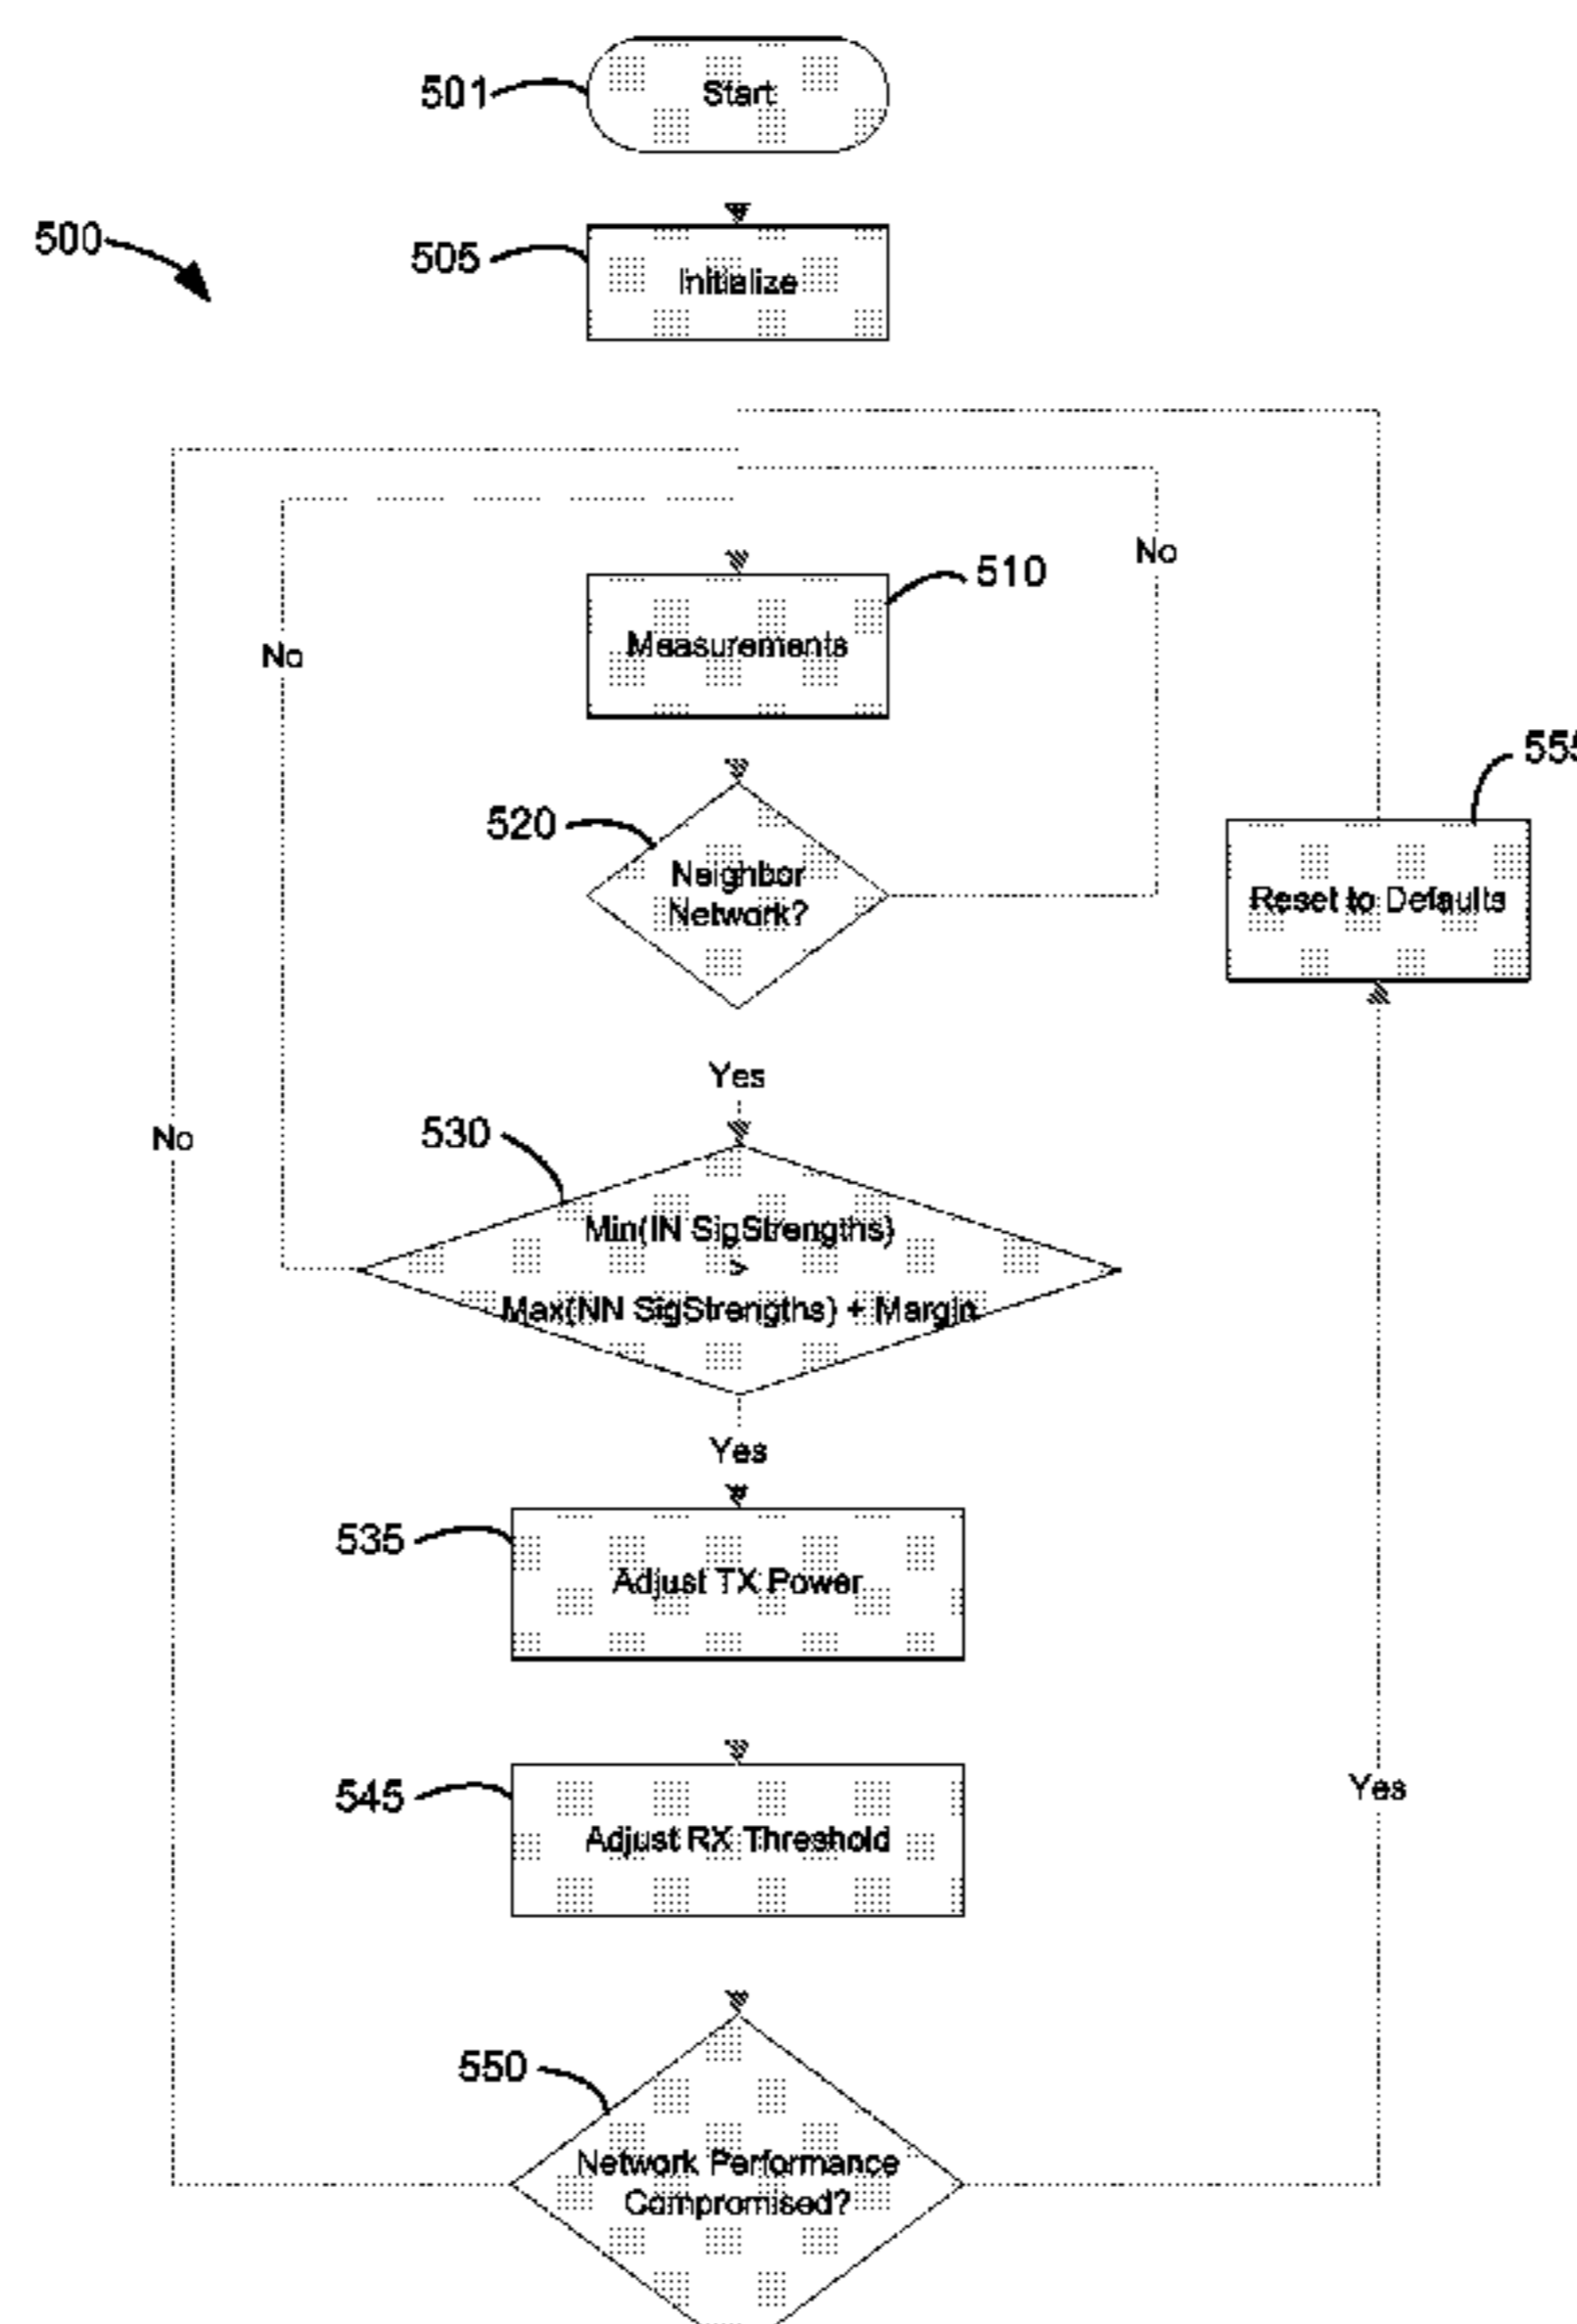 501
Start
500
505
Initialize
510
Measurements
No
No
520
Neighbor
Network?
555
Reset to Defaults
Yes
530
No
Min(IN SigStrengths)
>
Max(NN SigStrengths) + Margin
Yes
535
Adjust TX Power
545
Adjust RX Threshold
Yes
550
Network Performance
Compromised?